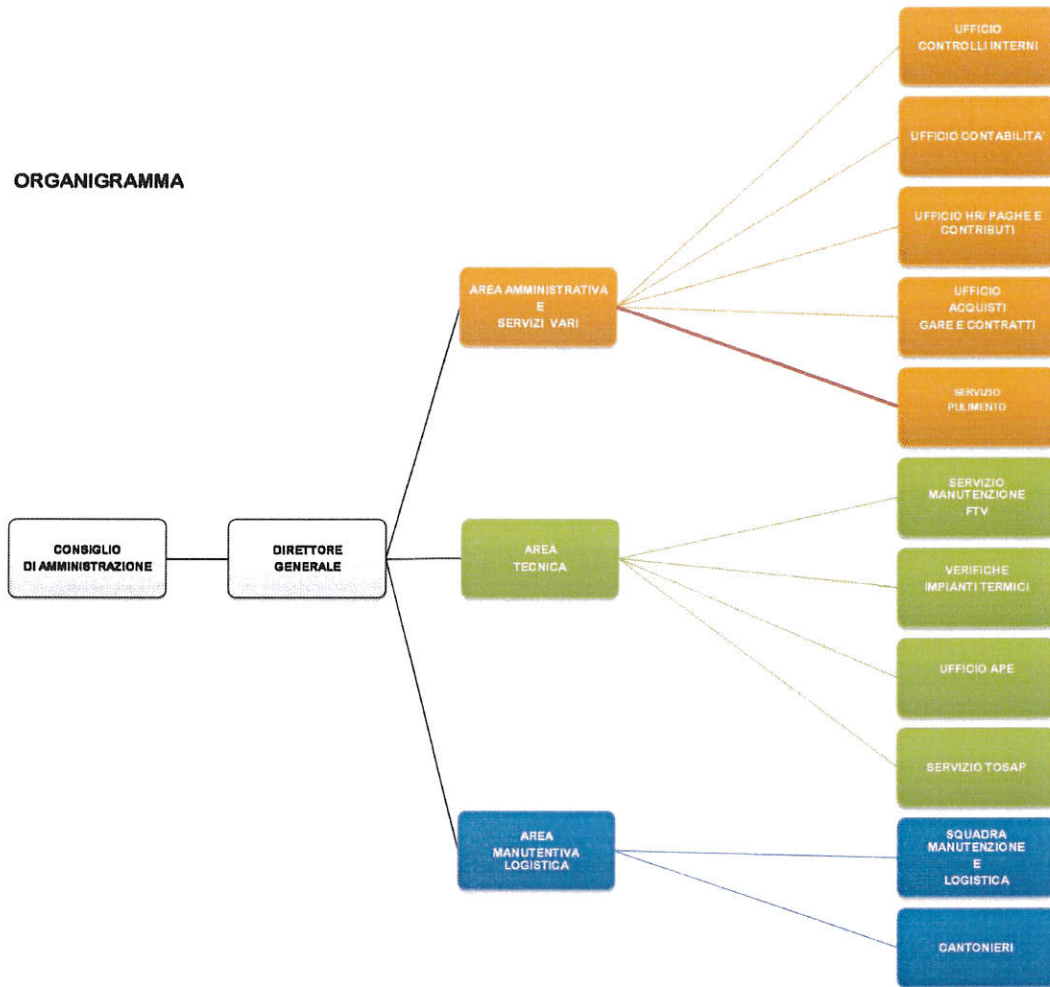 ORGANIGRAMMA
CONSIGLIO
DI AMMINISTRAZIONE
DIRETTORE
GENERALE
AREA AMMINISTRATIVA
E
SERVIZI VARI
UFFICIO
CONTROLLI INTERNI
UFFICIO CONTABILITA'
UFFICIO HR/ PAGHE E
CONTRIBUTI
UFFICIO
ACQUISTI
GARE E CONTRATTI
SERVIZIO
PULIMENTO
AREA
TECNICA
SERVIZIO
MANUTENZIONE
FTV
VERIFICHE
IMPIANTI TERMICI
UFFICIO APE
SERVIZIO TOSAP
AREA
MANUTENTIVA
LOGISTICA
SQUADRA
MANUTENZIONE
E
LOGISTICA
CANTONIERI